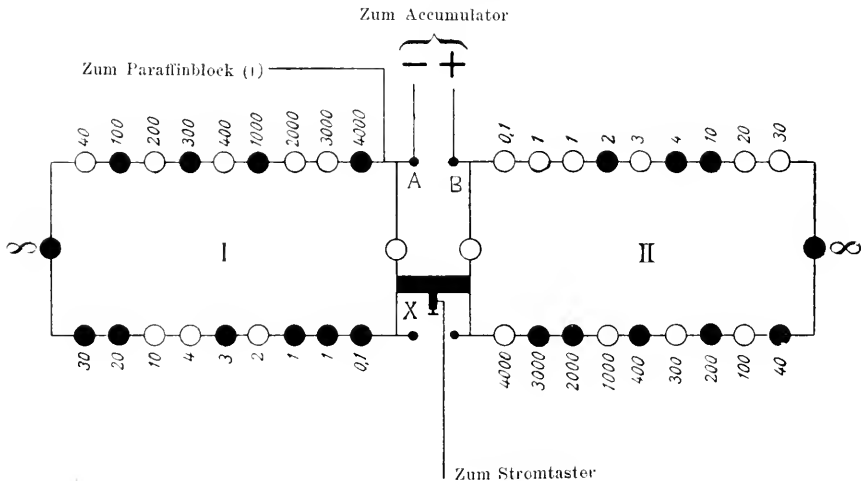 Zum Accumulator
− +
Zum Paraffinblock (+)
40 100 200 300 400 1000 2000 3000 4000
0,1 1 1 2 3 4 10 20 30
A B
∞ I II ∞
X
30 20 10 4 3 2 1 1 0,1
4000 3000 2000 1000 400 300 200 100 40
Zum Stromtaster